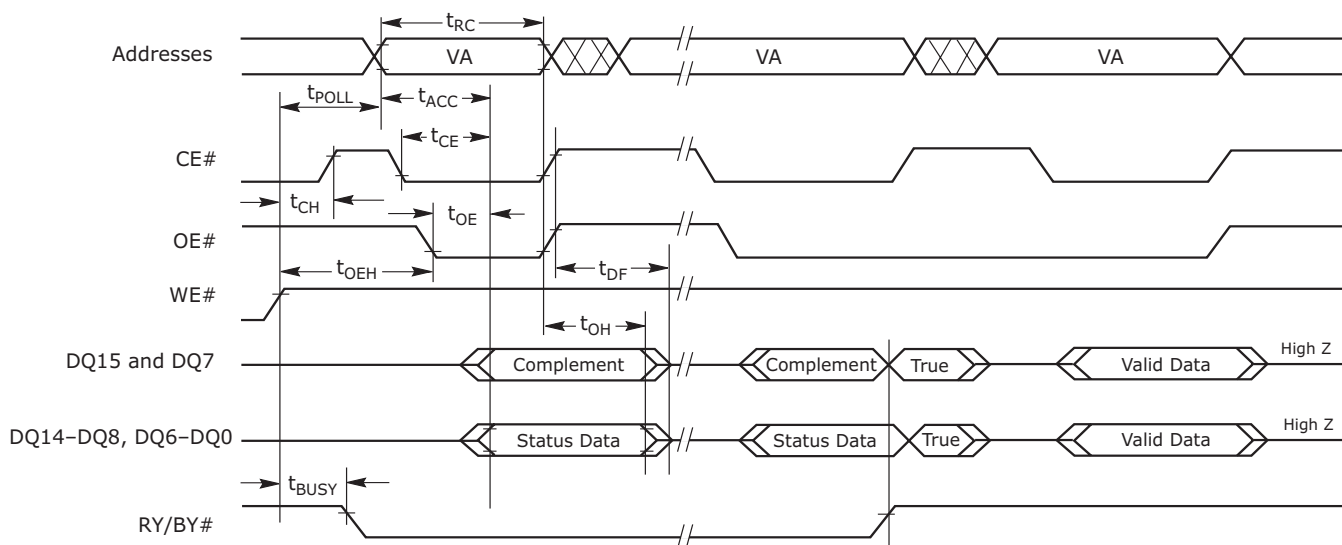 tRC
Addresses VA VA VA
tPOLL tACC
tCE
CE#
tCH tOE
OE#
tOEH tDF
WE#
tOH
DQ15 and DQ7 Complement Complement True Valid Data High Z
DQ14–DQ8, DQ6–DQ0 Status Data Status Data True Valid Data High Z
tBUSY
RY/BY#